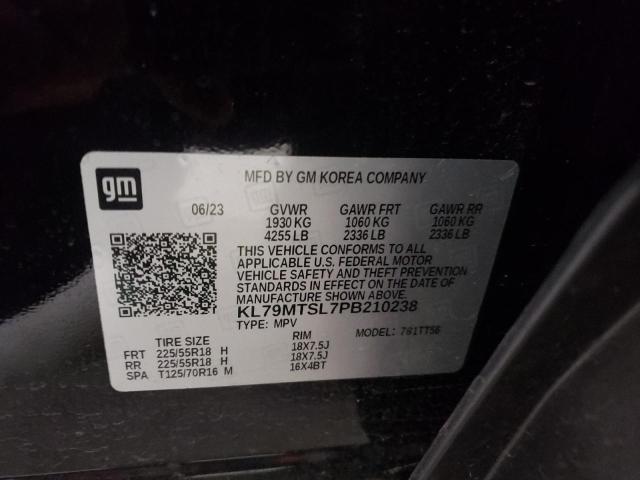 gm
MFD BY GM KOREA COMPANY
06/23 GVWR GAWR FRT GAWR RR
1930 KG 1060 KG 1060 KG
4255 LB 2336 LB 2336 LB
THIS VEHICLE CONFORMS TO ALL
APPLICABLE U.S. FEDERAL MOTOR
VEHICLE SAFETY AND THEFT PREVENTION
STANDARDS IN EFFECT ON THE DATE OF
MANUFACTURE SHOWN ABOVE.
KL79MTSL7PB210238
TYPE: MPV MODEL: 781TT56
TIRE SIZE RIM
FRT 225/55R18 H 18X7.5J
RR 225/55R18 H 18X7.5J
SPA T125/70R16 M 16X4BT